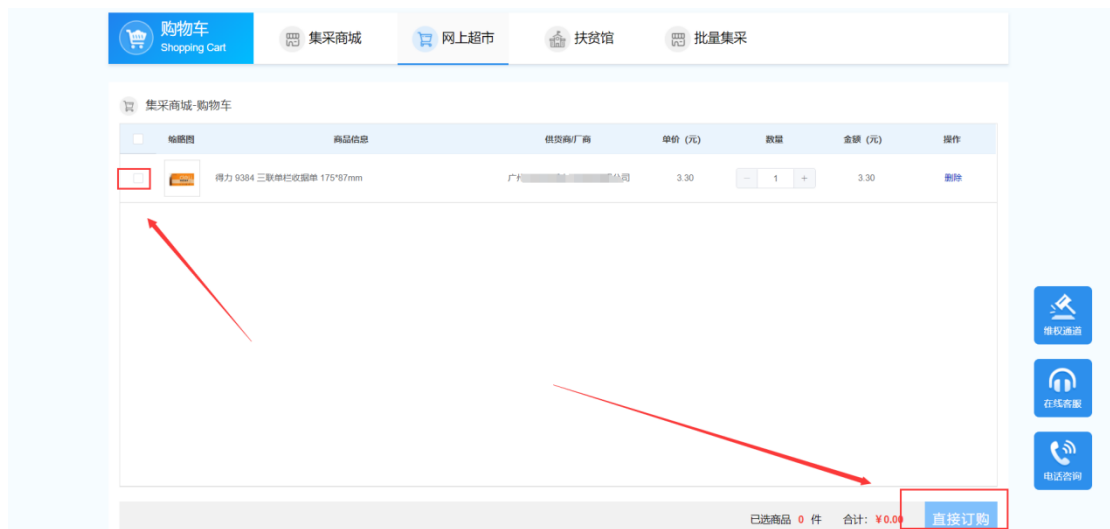 购物车
Shopping Cart
集采商城
网上超市
扶贫馆
批量集采
集采商城-购物车
缩略图 商品信息 供货商/厂商 单价（元） 数量 金额（元） 操作
得力 9384 三联单栏收据单 175*87mm 广 公司 3.30 - 1 + 3.30 删除
维权通道
在线客服
电话咨询
已选商品 0 件 合计：￥0.00 直接订购